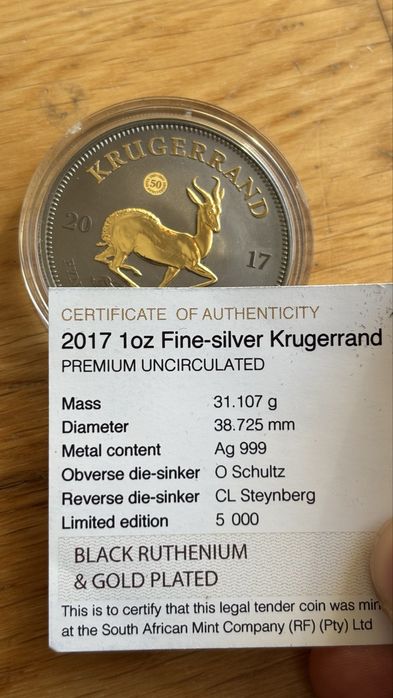 KRUGERRAND
50
20 17
CERTIFICATE OF AUTHENTICITY
2017 1oz Fine-silver Krugerrand
PREMIUM UNCIRCULATED
Mass 31.107 g
Diameter 38.725 mm
Metal content Ag 999
Obverse die-sinker O Schultz
Reverse die-sinker CL Steynberg
Limited edition 5 000
BLACK RUTHENIUM
& GOLD PLATED
This is to certify that this legal tender coin was
at the South African Mint Company (RF) (Pty) Ltd